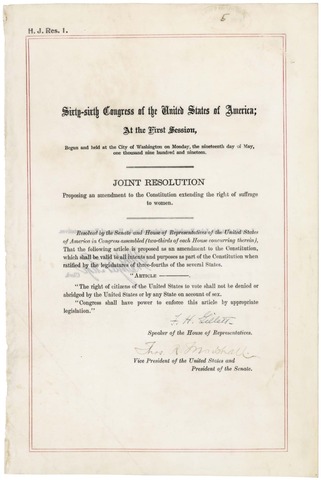 5
H. J. Res. 1.
Sixty-sixth Congress of the United States of America;
At the First Session,
Begun and held at the City of Washington on Monday, the nineteenth day of May,
one thousand nine hundred and nineteen.
JOINT RESOLUTION
Proposing an amendment to the Constitution extending the right of suffrage
to women.
Resolved by the Senate and House of Representatives of the United States
of America in Congress assembled (two-thirds of each House concurring therein),
That the following article is proposed as an amendment to the Constitution,
which shall be valid to all intents and purposes as part of the Constitution when
ratified by the legislatures of three-fourths of the several States.
"ARTICLE ———.
"The right of citizens of the United States to vote shall not be denied or
abridged by the United States or by any State on account of sex.
"Congress shall have power to enforce this article by appropriate
legislation."
F. H. Gillett
Speaker of the House of Representatives.
Thos. R. Marshall
Vice President of the United States and
President of the Senate.